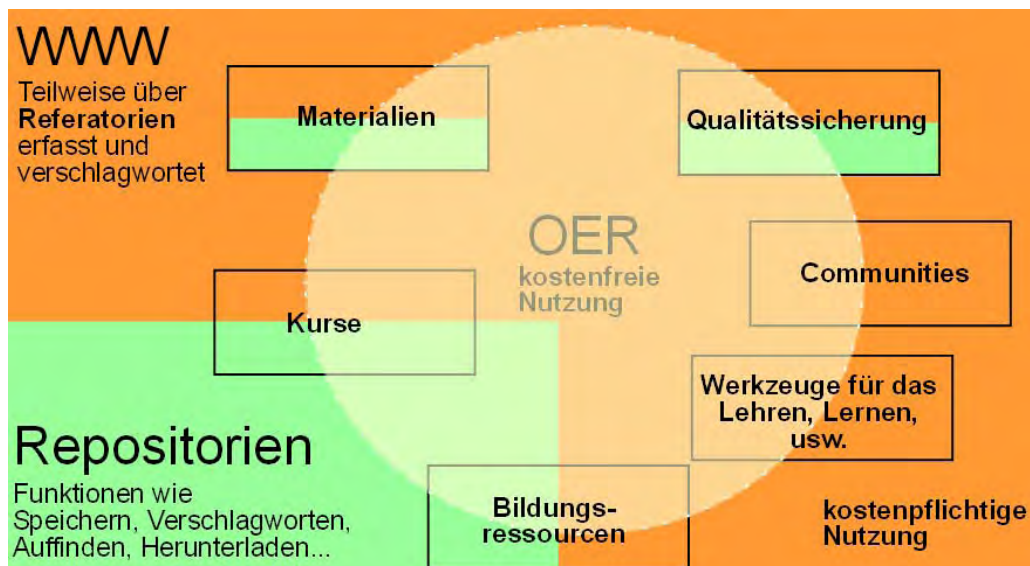 WWW
Teilweise über
Referatorien
erfasst und
verschlagwortet
Materialien
Qualitätssicherung
OER
kostenfreie
Nutzung
Communities
Kurse
Werkzeuge für das
Lehren, Lernen,
usw.
Repositorien
Funktionen wie
Speichern, Verschlagworten,
Auffinden, Herunterladen...
Bildungs-
ressourcen
kostenpflichtige
Nutzung